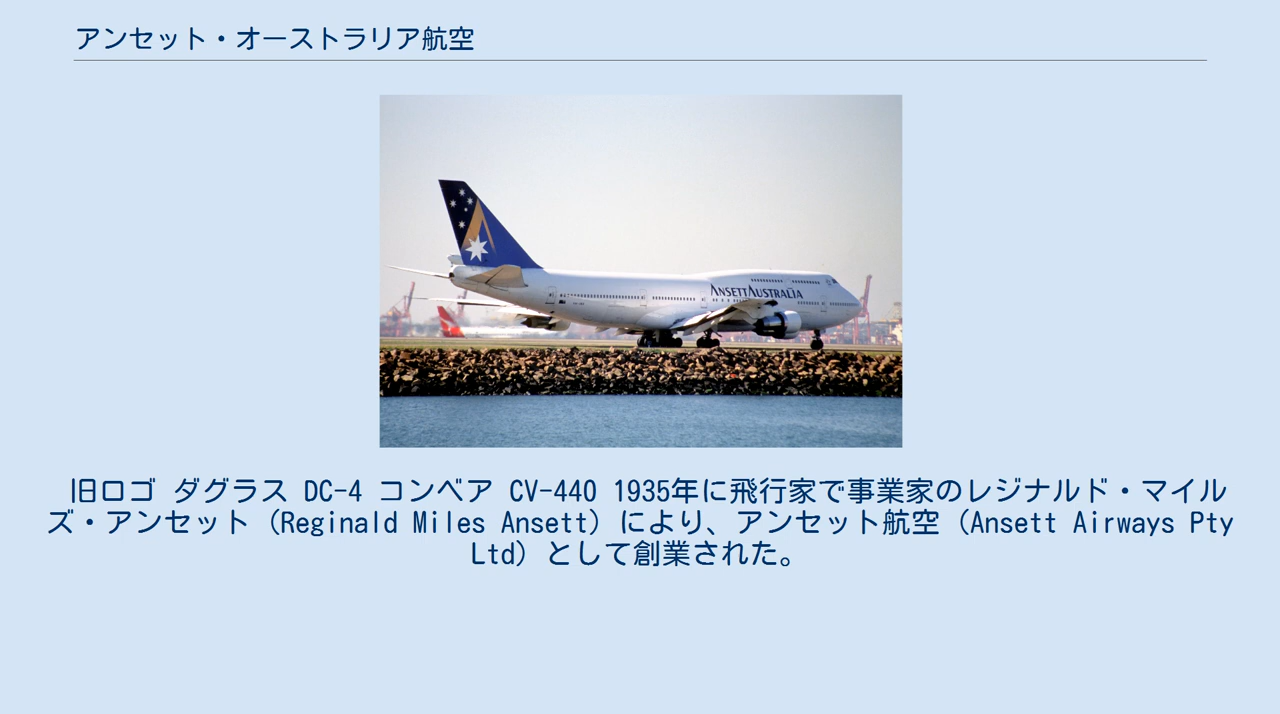 アンセット・オーストラリア航空
ANSETT AUSTRALIA
旧ロゴ ダグラス DC-4 コンベア CV-440 1935年に飛行家で事業家のレジナルド・マイル
ズ・アンセット (Reginald Miles Ansett) により、アンセット航空 (Ansett Airways Pty
Ltd) として創業された。